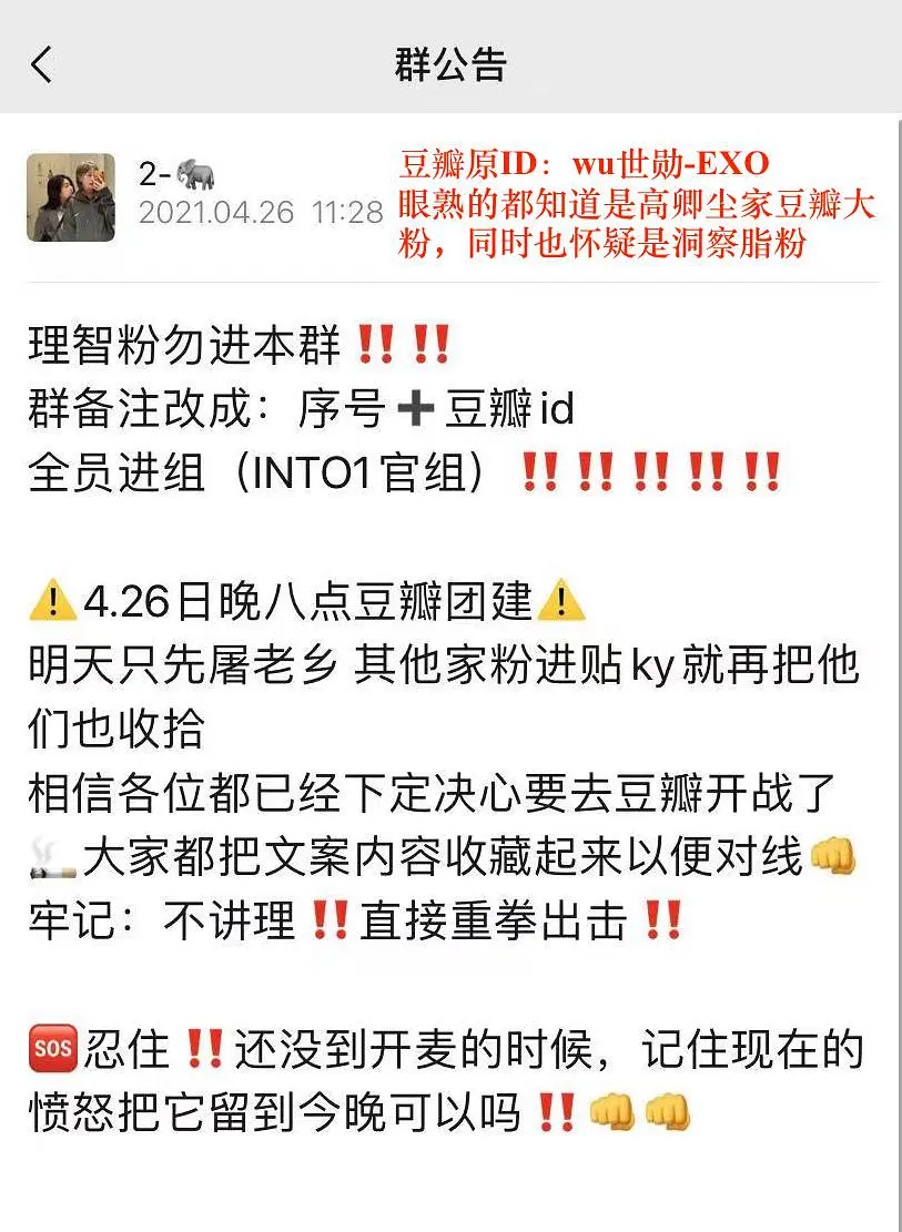 群公告
2-🐘
2021.04.26 11:28
豆瓣原ID：wu世勋-EXO
眼熟的都知道是高卿尘家豆瓣大
粉，同时也怀疑是洞察脂粉
理智粉勿进本群‼️‼️
群备注改成：序号➕豆瓣id
全员进组（INTO1官组）‼️‼️‼️‼️‼️
⚠️4.26日晚八点豆瓣团建⚠️
明天只先屠老乡 其他家粉进贴ky就再把他
们也收拾
相信各位都已经下定决心要去豆瓣开战了
🚬大家都把文案内容收藏起来以便对线👊
牢记：不讲理‼️直接重拳出击‼️
🆘忍住‼️还没到开麦的时候，记住现在的
愤怒把它留到今晚可以吗‼️👊👊